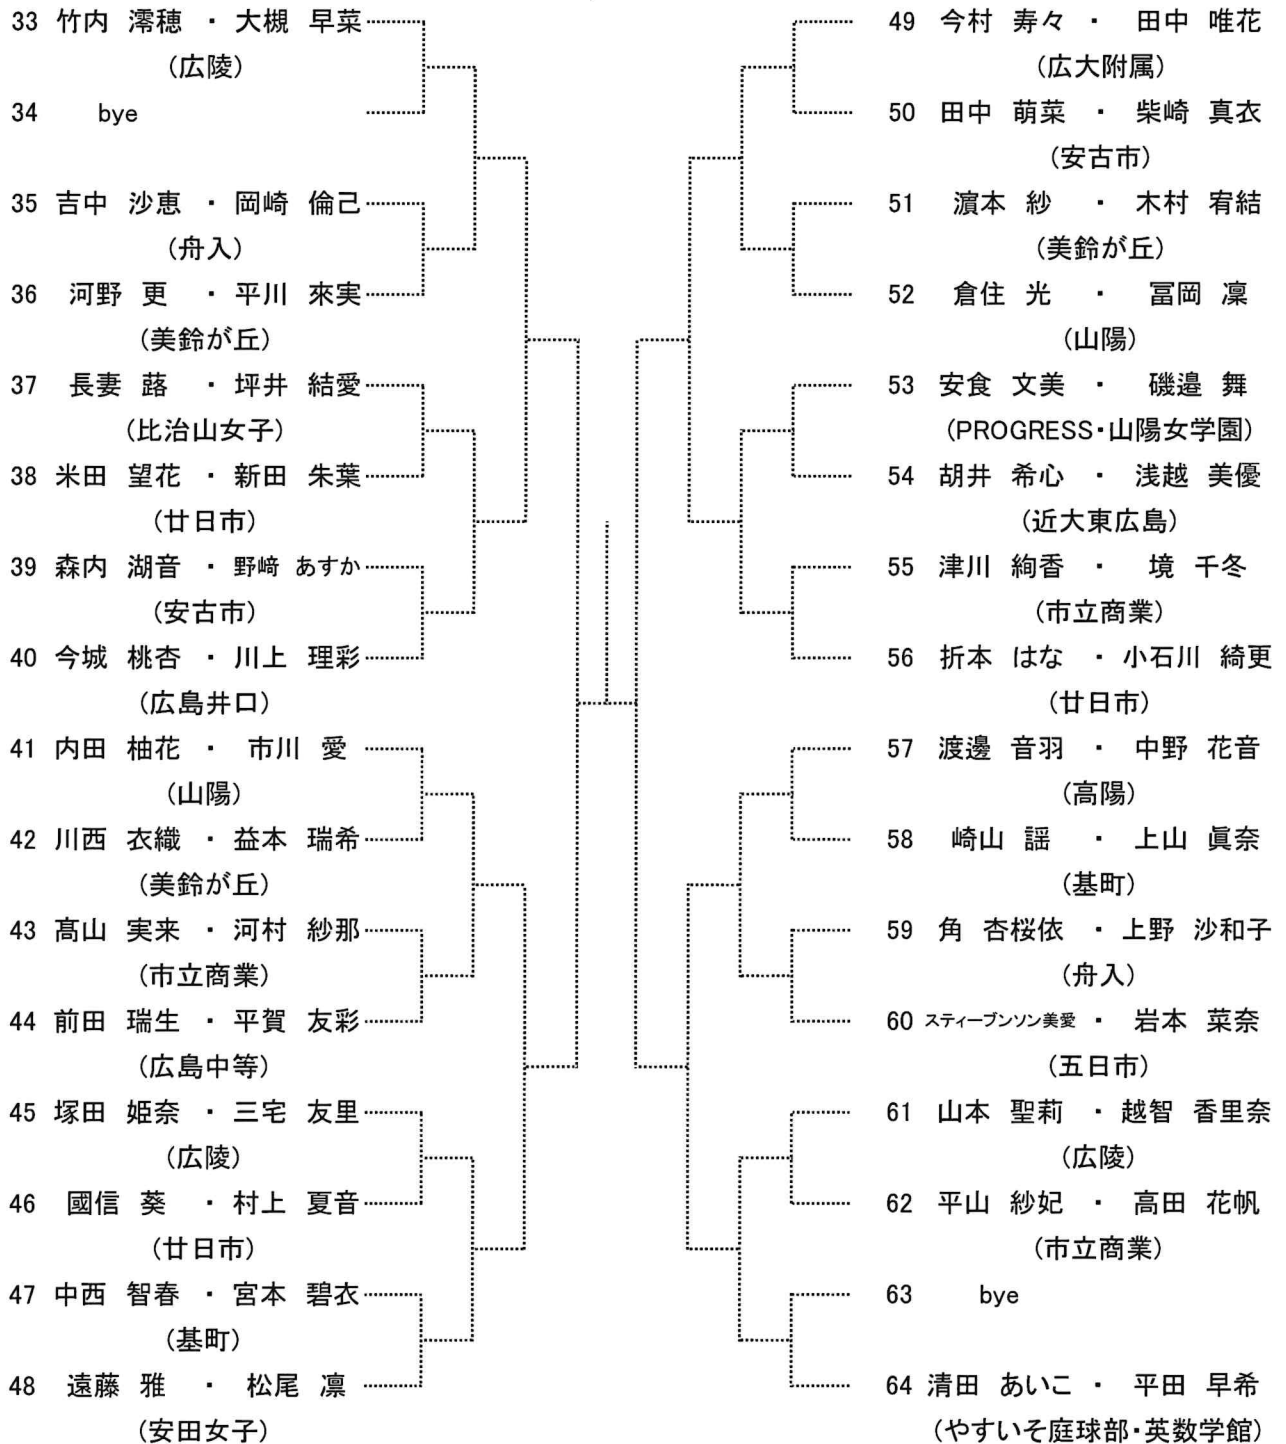 33 竹内 澪穂 ・ 大槻 早菜
(広陵)
34 bye
35 吉中 沙恵 ・ 岡崎 倫己
(舟入)
36 河野 更 ・ 平川 來実
(美鈴が丘)
37 長妻 蕗 ・ 坪井 結愛
(比治山女子)
38 米田 望花 ・ 新田 朱葉
(廿日市)
39 森内 湖音 ・ 野﨑 あすか
(安古市)
40 今城 桃杏 ・ 川上 理彩
(広島井口)
41 内田 柚花 ・ 市川 愛
(山陽)
42 川西 衣織 ・ 益本 瑞希
(美鈴が丘)
43 髙山 実来 ・ 河村 紗那
(市立商業)
44 前田 瑞生 ・ 平賀 友彩
(広島中等)
45 塚田 姫奈 ・ 三宅 友里
(広陵)
46 國信 葵 ・ 村上 夏音
(廿日市)
47 中西 智春 ・ 宮本 碧衣
(基町)
48 遠藤 雅 ・ 松尾 凛
(安田女子)
49 今村 寿々 ・ 田中 唯花
(広大附属)
50 田中 萌菜 ・ 柴崎 真衣
(安古市)
51 濵本 紗 ・ 木村 宥結
(美鈴が丘)
52 倉住 光 ・ 冨岡 凜
(山陽)
53 安食 文美 ・ 磯邉 舞
(PROGRESS・山陽女学園)
54 胡井 希心 ・ 浅越 美優
(近大東広島)
55 津川 絢香 ・ 境 千冬
(市立商業)
56 折本 はな ・ 小石川 綺更
(廿日市)
57 渡邊 音羽 ・ 中野 花音
(高陽)
58 崎山 謡 ・ 上山 眞奈
(基町)
59 角 杏桜依 ・ 上野 沙和子
(舟入)
60 スティーブンソン美愛 ・ 岩本 菜奈
(五日市)
61 山本 聖莉 ・ 越智 香里奈
(広陵)
62 平山 紗妃 ・ 高田 花帆
(市立商業)
63 bye
64 清田 あいこ ・ 平田 早希
(やすいそ庭球部・英数学館)